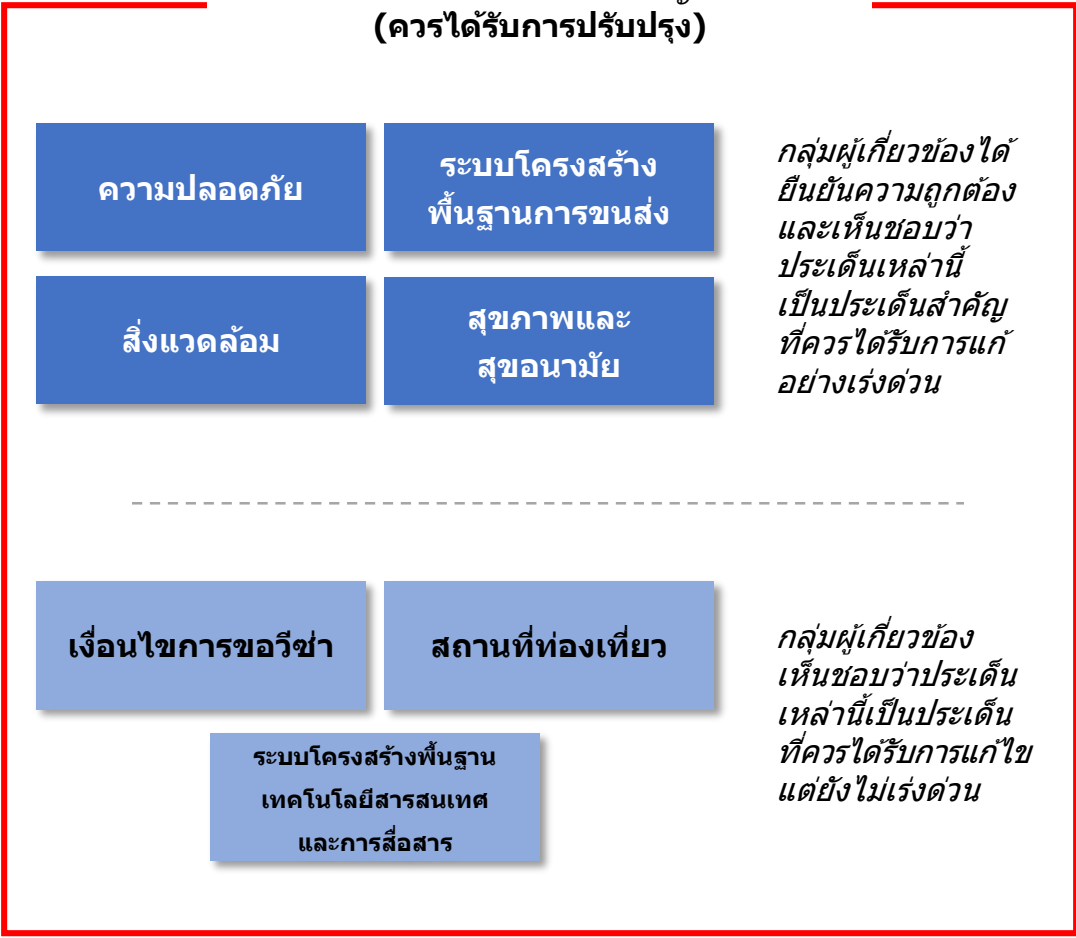 (ควรได้รับการปรับปรุง)
ความปลอดภัย
ระบบโครงสร้าง
พื้นฐานการขนส่ง
สิ่งแวดล้อม
สุขภาพและ
สุขอนามัย
กลุ่มผู้เกี่ยวข้องได้
ยืนยันความถูกต้อง
และเห็นชอบว่า
ประเด็นเหล่านี้
เป็นประเด็นสำคัญ
ที่ควรได้รับการแก้
อย่างเร่งด่วน
เงื่อนไขการขอวีซ่า
สถานที่ท่องเที่ยว
ระบบโครงสร้างพื้นฐาน
เทคโนโลยีสารสนเทศ
และการสื่อสาร
กลุ่มผู้เกี่ยวข้อง
เห็นชอบว่าประเด็น
เหล่านี้เป็นประเด็น
ที่ควรได้รับการแก้ไข
แต่ยังไม่เร่งด่วน